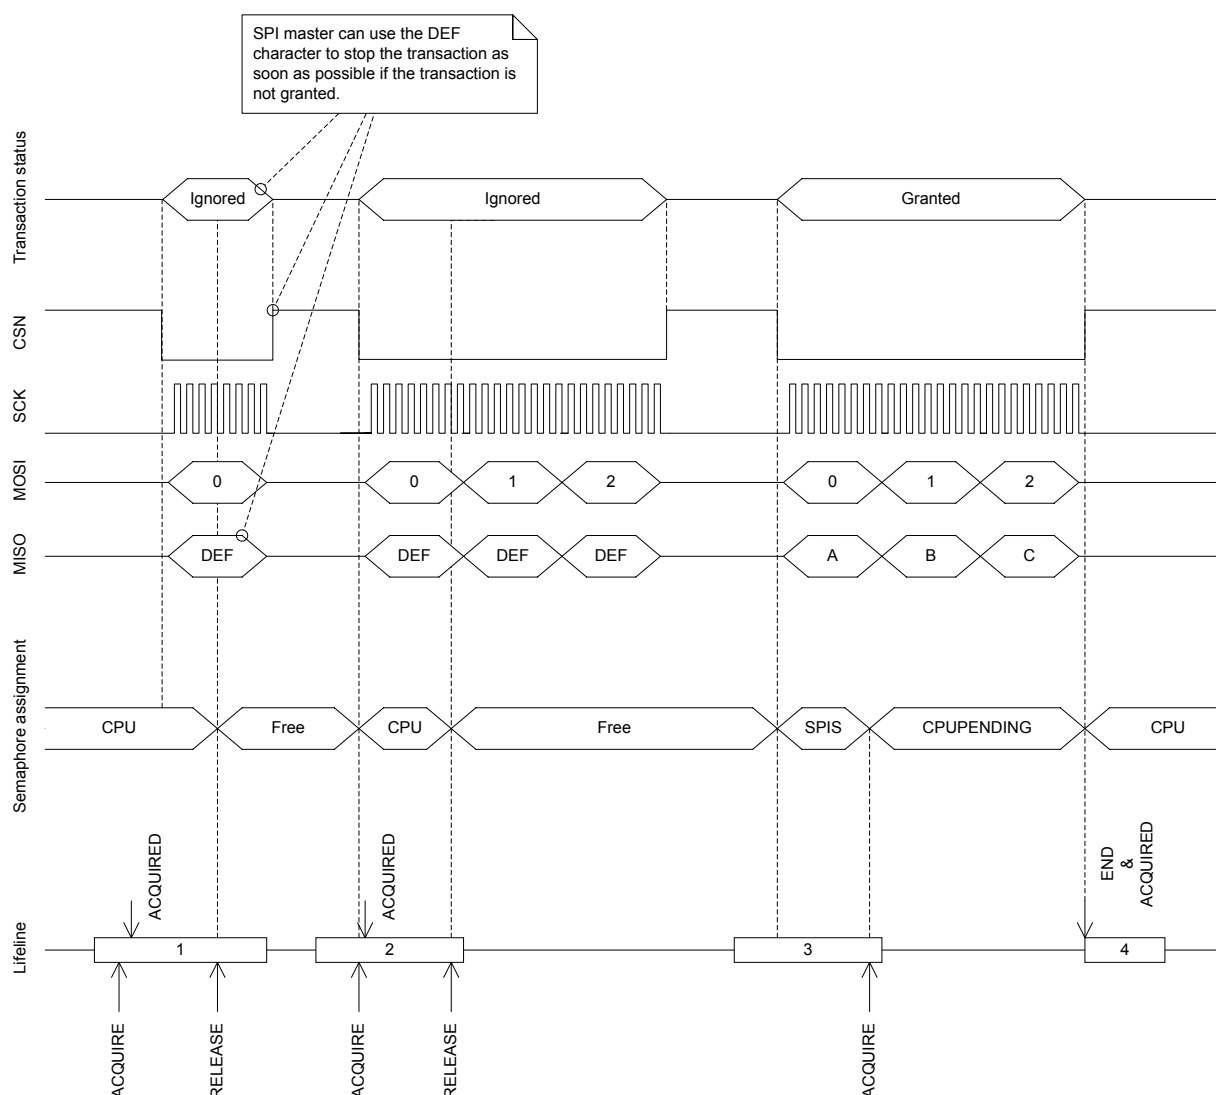 SPI master can use the DEF
character to stop the transaction as
soon as possible if the transaction is
not granted.
Transaction status
Ignored
Ignored
Granted
CSN
SCK
MOSI
0
0
1
2
0
1
2
MISO
DEF
DEF
DEF
DEF
A
B
C
Semaphore assignment
CPU
Free
CPU
Free
SPIS
CPUPENDING
CPU
ACQUIRED
ACQUIRED
END
&
ACQUIRED
Lifeline
1
2
3
4
ACQUIRE
RELEASE
ACQUIRE
RELEASE
ACQUIRE